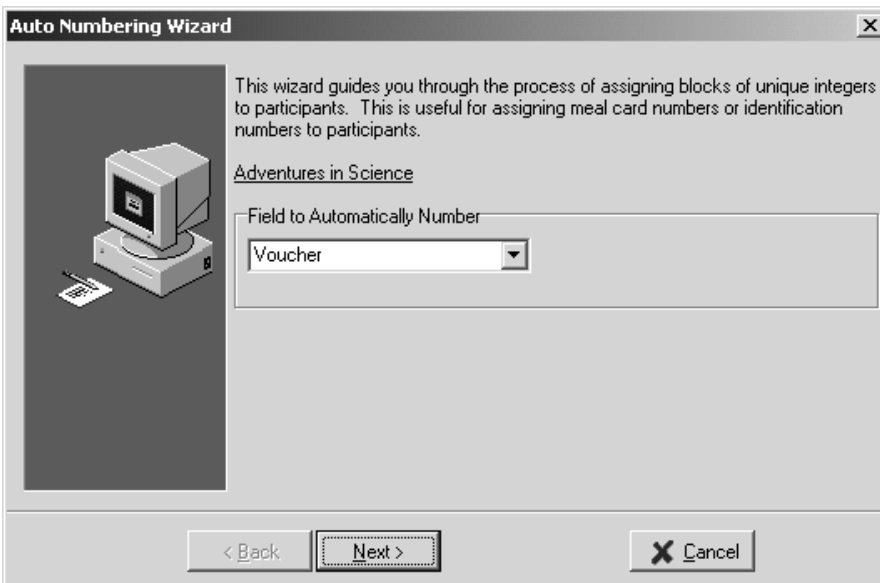 Auto Numbering Wizard
This wizard guides you through the process of assigning blocks of unique integers
to participants. This is useful for assigning meal card numbers or identification
numbers to participants.
Adventures in Science
Field to Automatically Number
Voucher
< Back
Next >
Cancel